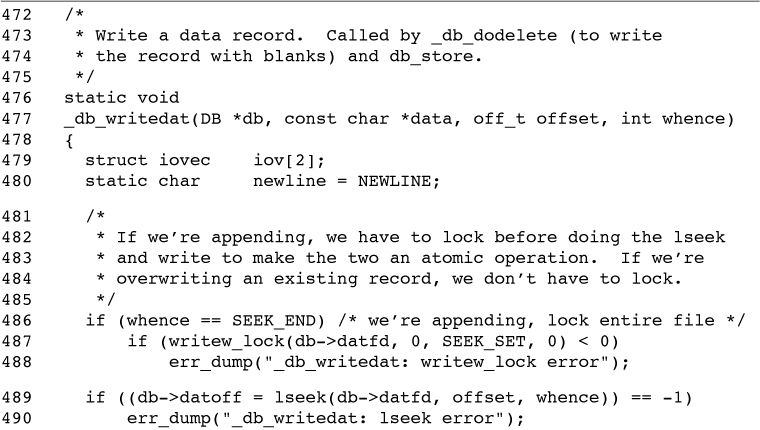 472 /*
473 * Write a data record. Called by _db_dodelete (to write
474 * the record with blanks) and db_store.
475 */
476 static void
477 _db_writedat(DB *db, const char *data, off_t offset, int whence)
478 {
479 struct iovec iov[2];
480 static char newline = NEWLINE;
481 /*
482 * If we’re appending, we have to lock before doing the lseek
483 * and write to make the two an atomic operation. If we’re
484 * overwriting an existing record, we don’t have to lock.
485 */
486 if (whence == SEEK_END) /* we’re appending, lock entire file */
487 if (writew_lock(db->datfd, 0, SEEK_SET, 0) < 0)
488 err_dump("_db_writedat: writew_lock error");
489 if ((db->datoff = lseek(db->datfd, offset, whence)) == -1)
490 err_dump("_db_writedat: lseek error");